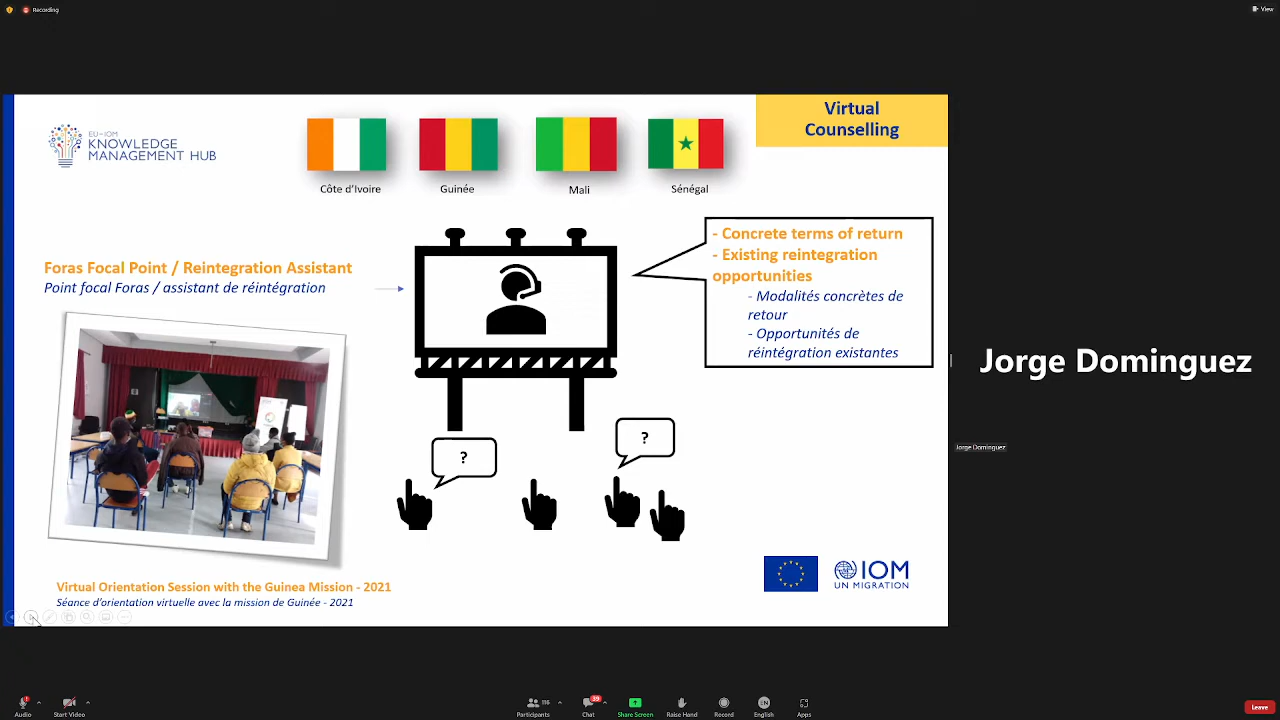 Recording
View
Virtual
Counselling
EU-IOM
KNOWLEDGE
MANAGEMENT HUB
Côte d'Ivoire
Guinée
Mali
Sénégal
Foras Focal Point / Reintegration Assistant
Point focal Foras / assistant de réintégration
- Concrete terms of return
- Existing reintegration
opportunities
- Modalités concrètes de
retour
- Opportunités de
réintégration existantes
?
?
Virtual Orientation Session with the Guinea Mission - 2021
Séance d'orientation virtuelle avec la mission de Guinée - 2021
IOM
UN MIGRATION
Jorge Dominguez
Jorge Dominguez
Audio
Start Video
Participants
116
Chat
39
Share Screen
Raise Hand
Record
EN
English
Apps
Leave